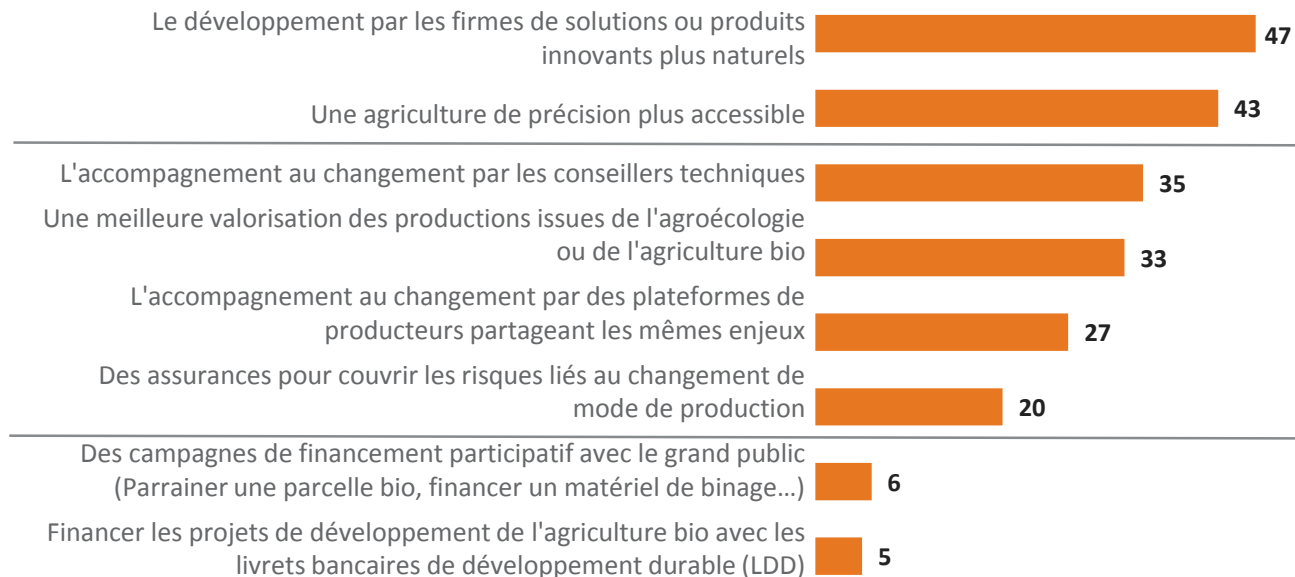 Le développement par les firmes de solutions ou produits
innovants plus naturels
47
Une agriculture de précision plus accessible
43
L'accompagnement au changement par les conseillers techniques
35
Une meilleure valorisation des productions issues de l'agroécologie
ou de l'agriculture bio
33
L'accompagnement au changement par des plateformes de
producteurs partageant les mêmes enjeux
27
Des assurances pour couvrir les risques liés au changement de
mode de production
20
Des campagnes de financement participatif avec le grand public
(Parrainer une parcelle bio, financer un matériel de binage…)
6
Financer les projets de développement de l'agriculture bio avec les
livrets bancaires de développement durable (LDD)
5